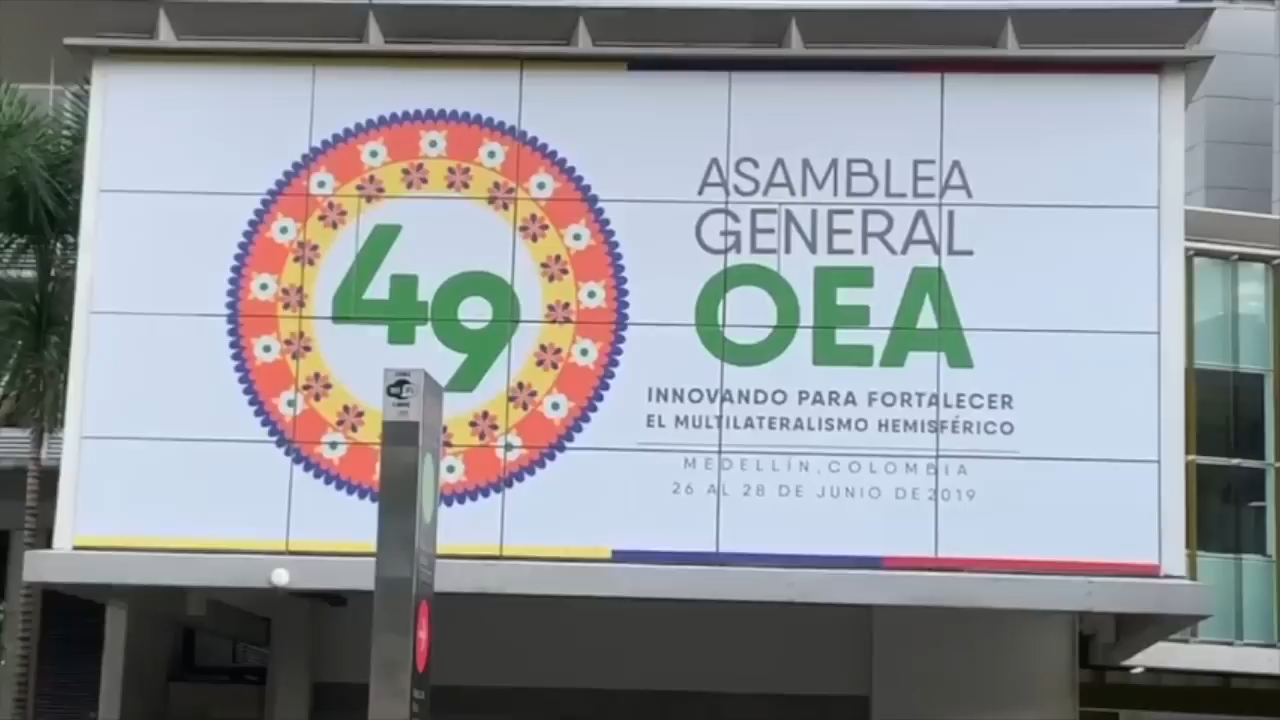 49
ASAMBLEA
GENERAL
OEA
INNOVANDO PARA FORTALECER
EL MULTILATERALISMO HEMISFÉRICO
MEDELLÍN, COLOMBIA
26 AL 28 DE JUNIO DE 2019